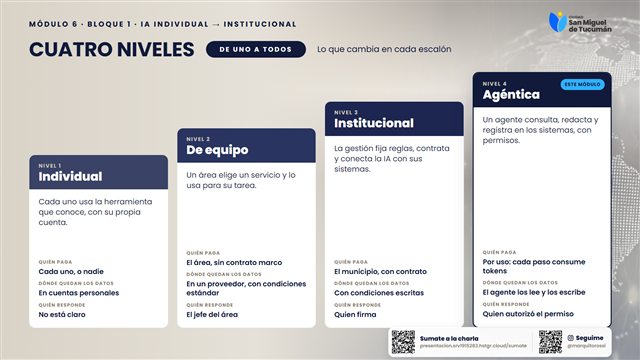 MÓDULO 6 · BLOQUE 1 · IA INDIVIDUAL → INSTITUCIONAL
CIUDAD
San Miguel
de Tucumán
CUATRO NIVELES
DE UNO A TODOS
Lo que cambia en cada escalón
NIVEL 1
Individual
Cada uno usa la herramienta
que conoce, con su propia
cuenta.
QUIÉN PAGA
Cada uno, o nadie
DÓNDE QUEDAN LOS DATOS
En cuentas personales
QUIÉN RESPONDE
No está claro
NIVEL 2
De equipo
Un área elige un servicio y lo
usa para su tarea.
QUIÉN PAGA
El área, sin contrato marco
DÓNDE QUEDAN LOS DATOS
En un proveedor, con condiciones
estándar
QUIÉN RESPONDE
El jefe del área
NIVEL 3
Institucional
La gestión fija reglas, contrata
y conecta la IA con sus
sistemas.
QUIÉN PAGA
El municipio, con contrato
DÓNDE QUEDAN LOS DATOS
Con condiciones escritas
QUIÉN RESPONDE
Quien firma
NIVEL 4
ESTE MÓDULO
Agéntica
Un agente consulta, redacta y
registra en los sistemas, con
permisos.
QUIÉN PAGA
Por uso: cada paso consume
tokens
DÓNDE QUEDAN LOS DATOS
El agente los lee y los escribe
QUIÉN RESPONDE
Quien autorizó el permiso
Sumate a la charla
presentacion.srv1915283.hstgr.cloud/sumate
Seguime
@marquitorossi